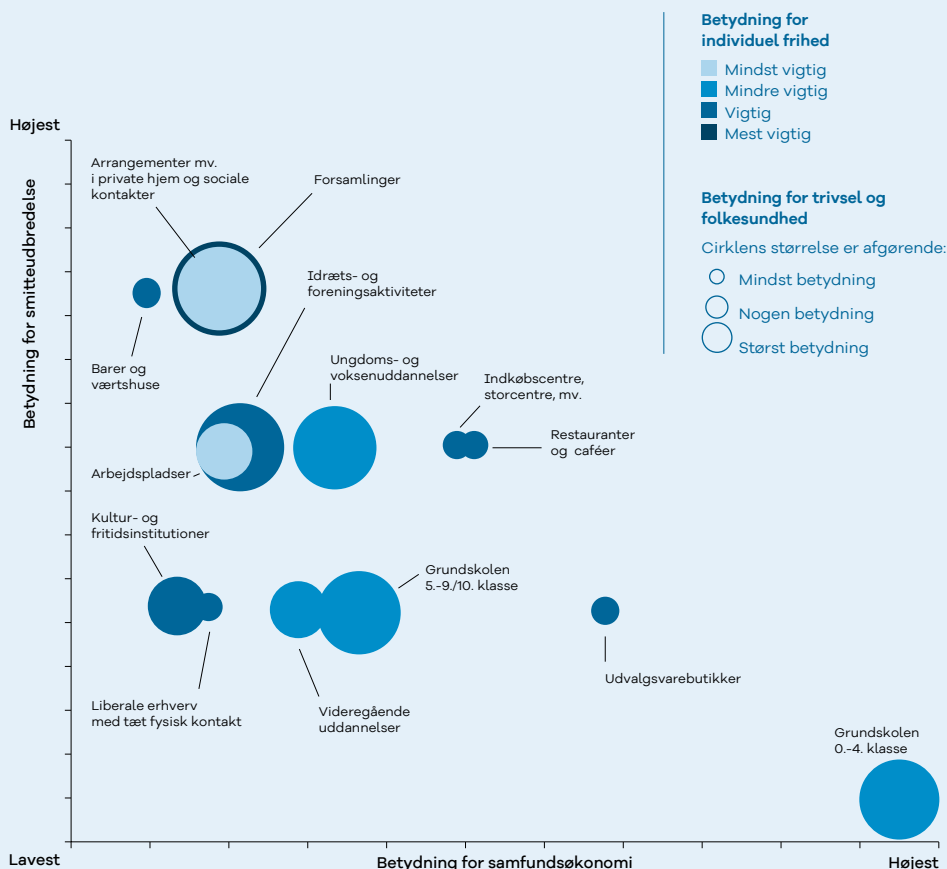 Betydning for
individuel frihed
Mindst vigtig
Mindre vigtig
Vigtig
Mest vigtig
Betydning for trivsel og
folkesundhed
Cirklens størrelse er afgørende:
Mindst betydning
Nogen betydning
Størst betydning
Højest
Betydning for smitteudbredelse
Arrangementer mv.
i private hjem og sociale
kontakter
Forsamlinger
Idræts- og
foreningsaktiviteter
Barer og
værtshuse
Ungdoms- og
voksenuddannelser
Indkøbscentre,
storcentre, mv.
Restauranter
og caféer
Arbejdspladser
Kultur- og
fritidsinstitutioner
Grundskolen
5.-9./10. klasse
Udvalgsvarebutikker
Liberale erhverv
med tæt fysisk kontakt
Videregående
uddannelser
Grundskolen
0.-4. klasse
Lavest
Betydning for samfundsøkonomi
Højest